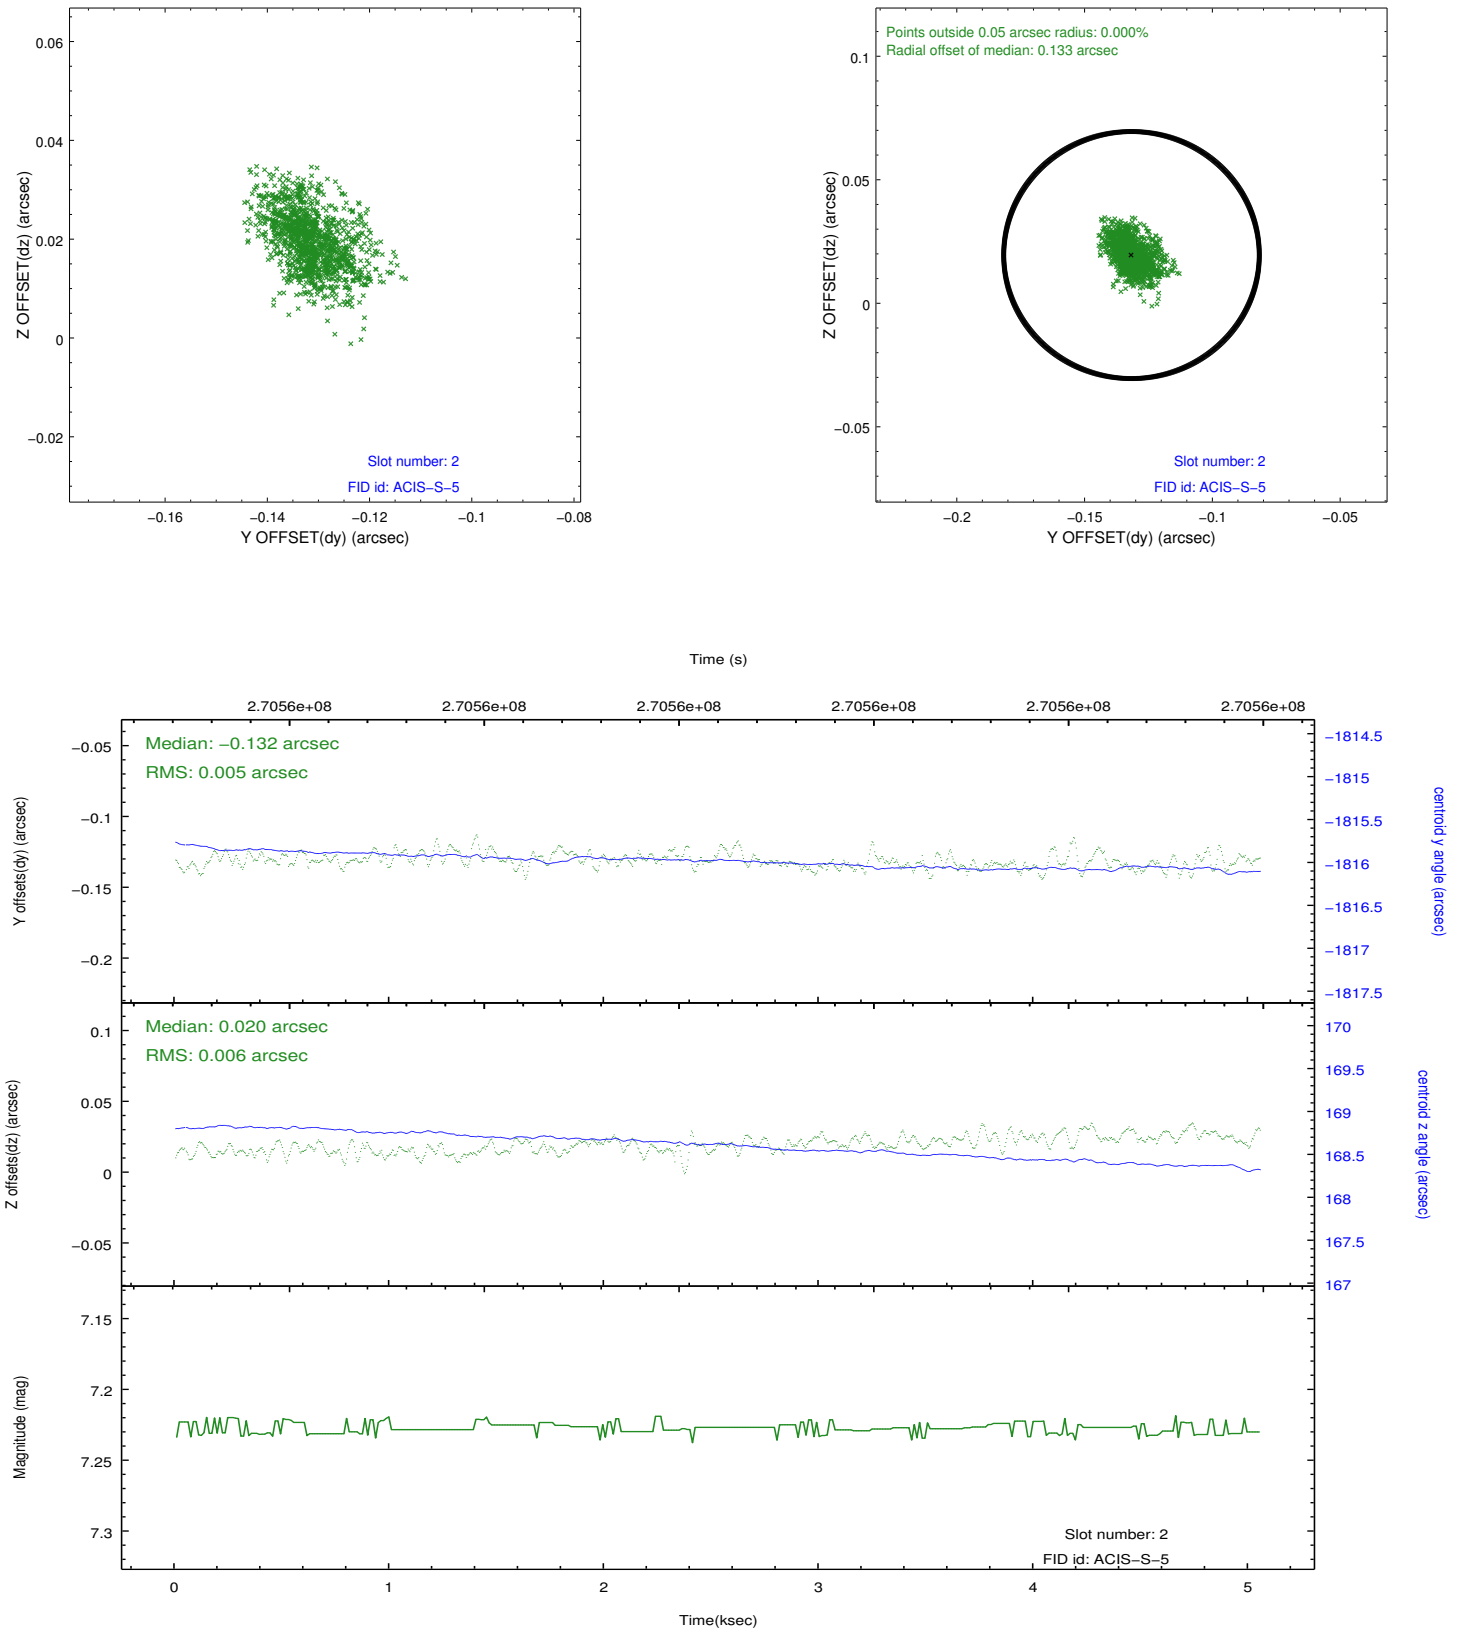 0.06
0.04
0.02
0
−0.02
Z OFFSET(dz) (arcsec)
Slot number: 2
FID id: ACIS−S−5
−0.16
−0.14
−0.12
−0.1
−0.08
Y OFFSET(dy) (arcsec)
Points outside 0.05 arcsec radius: 0.000%
Radial offset of median: 0.133 arcsec
0.1
0.05
0
−0.05
Z OFFSET(dz) (arcsec)
Slot number: 2
FID id: ACIS−S−5
−0.2
−0.15
−0.1
−0.05
Y OFFSET(dy) (arcsec)
Time (s)
2.7056e+08
2.7056e+08
2.7056e+08
2.7056e+08
2.7056e+08
2.7056e+08
Median: −0.132 arcsec
RMS: 0.005 arcsec
−0.05
−0.1
−0.15
−0.2
Y offsets(dy) (arcsec)
−1814.5
−1815
−1815.5
−1816
−1816.5
−1817
−1817.5
centroid y angle (arcsec)
Median: 0.020 arcsec
RMS: 0.006 arcsec
0.1
0.05
0
−0.05
Z offsets(dz) (arcsec)
170
169.5
169
168.5
168
167.5
167
centroid z angle (arcsec)
7.15
7.2
7.25
7.3
Magnitude (mag)
Slot number: 2
FID id: ACIS−S−5
0
1
2
3
4
5
Time(ksec)